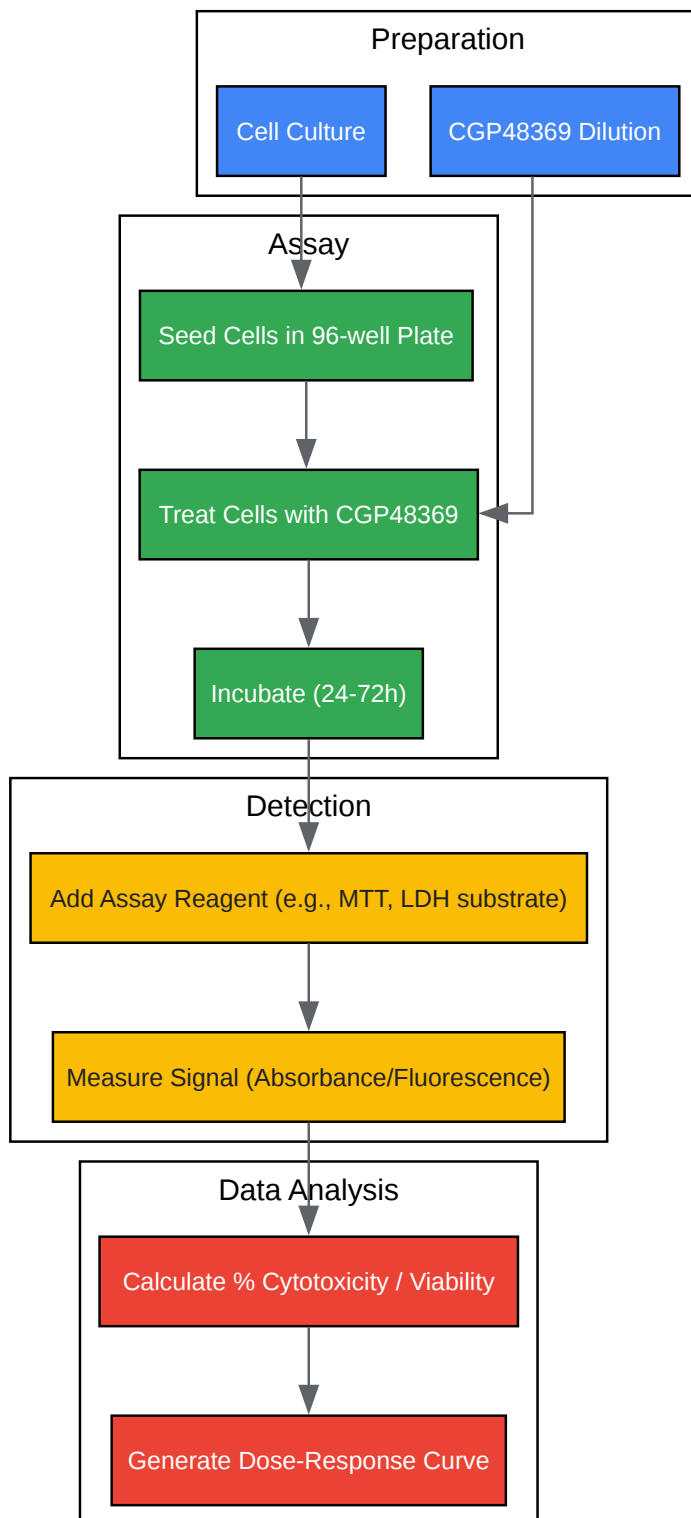 Preparation
Cell Culture
CGP48369 Dilution
Assay
Seed Cells in 96-well Plate
Treat Cells with CGP48369
Incubate (24-72h)
Detection
Add Assay Reagent (e.g., MTT, LDH substrate)
Measure Signal (Absorbance/Fluorescence)
Data Analysis
Calculate % Cytotoxicity / Viability
Generate Dose-Response Curve